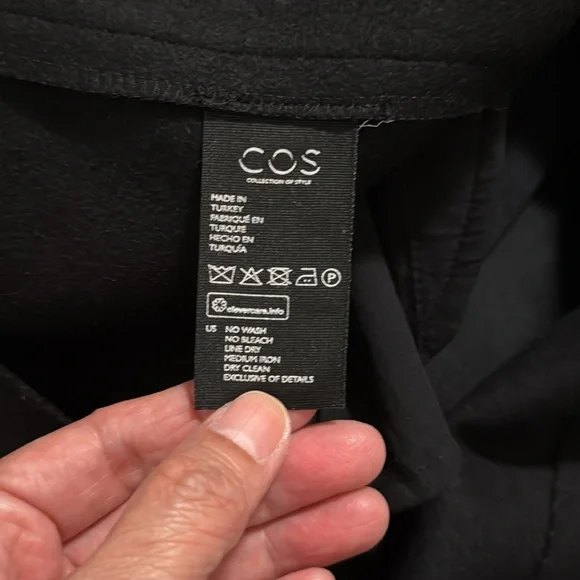 COS
COLLECTION OF STYLE
MADE IN
TURKEY
FABRIQUÉ EN
TURQUIE
HECHO EN
TURQUÍA
P
clevercare.info
US NO WASH
NO BLEACH
LINE DRY
MEDIUM IRON
DRY CLEAN
EXCLUSIVE OF DETAILS